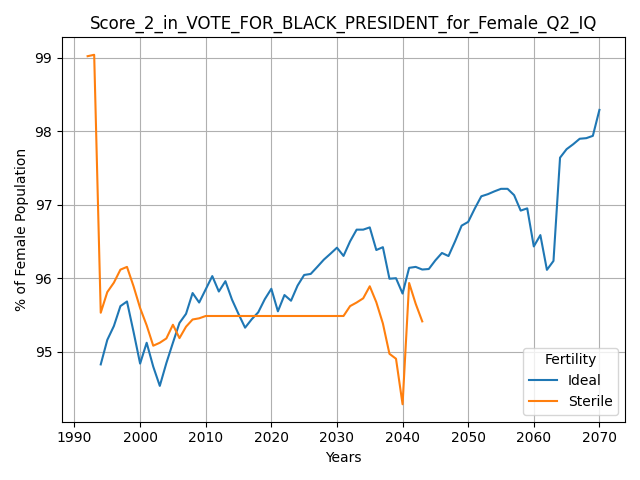 Score_2_in_VOTE_FOR_BLACK_PRESIDENT_for_Female_Q2_IQ
% of Female Population
99
98
97
96
95
1990
2000
2010
2020
2030
2040
2050
2060
2070
Years
Fertility
Ideal
Sterile